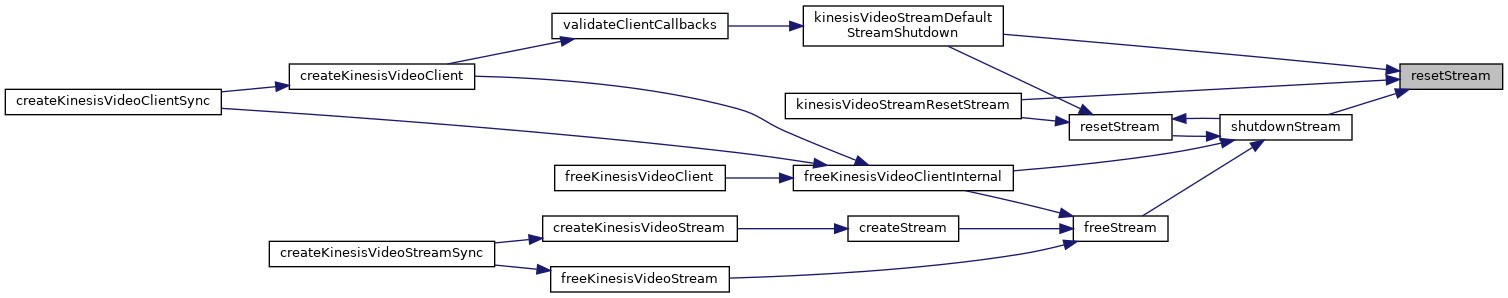 validateClientCallbacks
kinesisVideoStreamDefault
StreamShutdown
createKinesisVideoClient
resetStream
createKinesisVideoClientSync
kinesisVideoStreamResetStream
resetStream
shutdownStream
freeKinesisVideoClient
freeKinesisVideoClientInternal
createKinesisVideoStream
createStream
freeStream
createKinesisVideoStreamSync
freeKinesisVideoStream